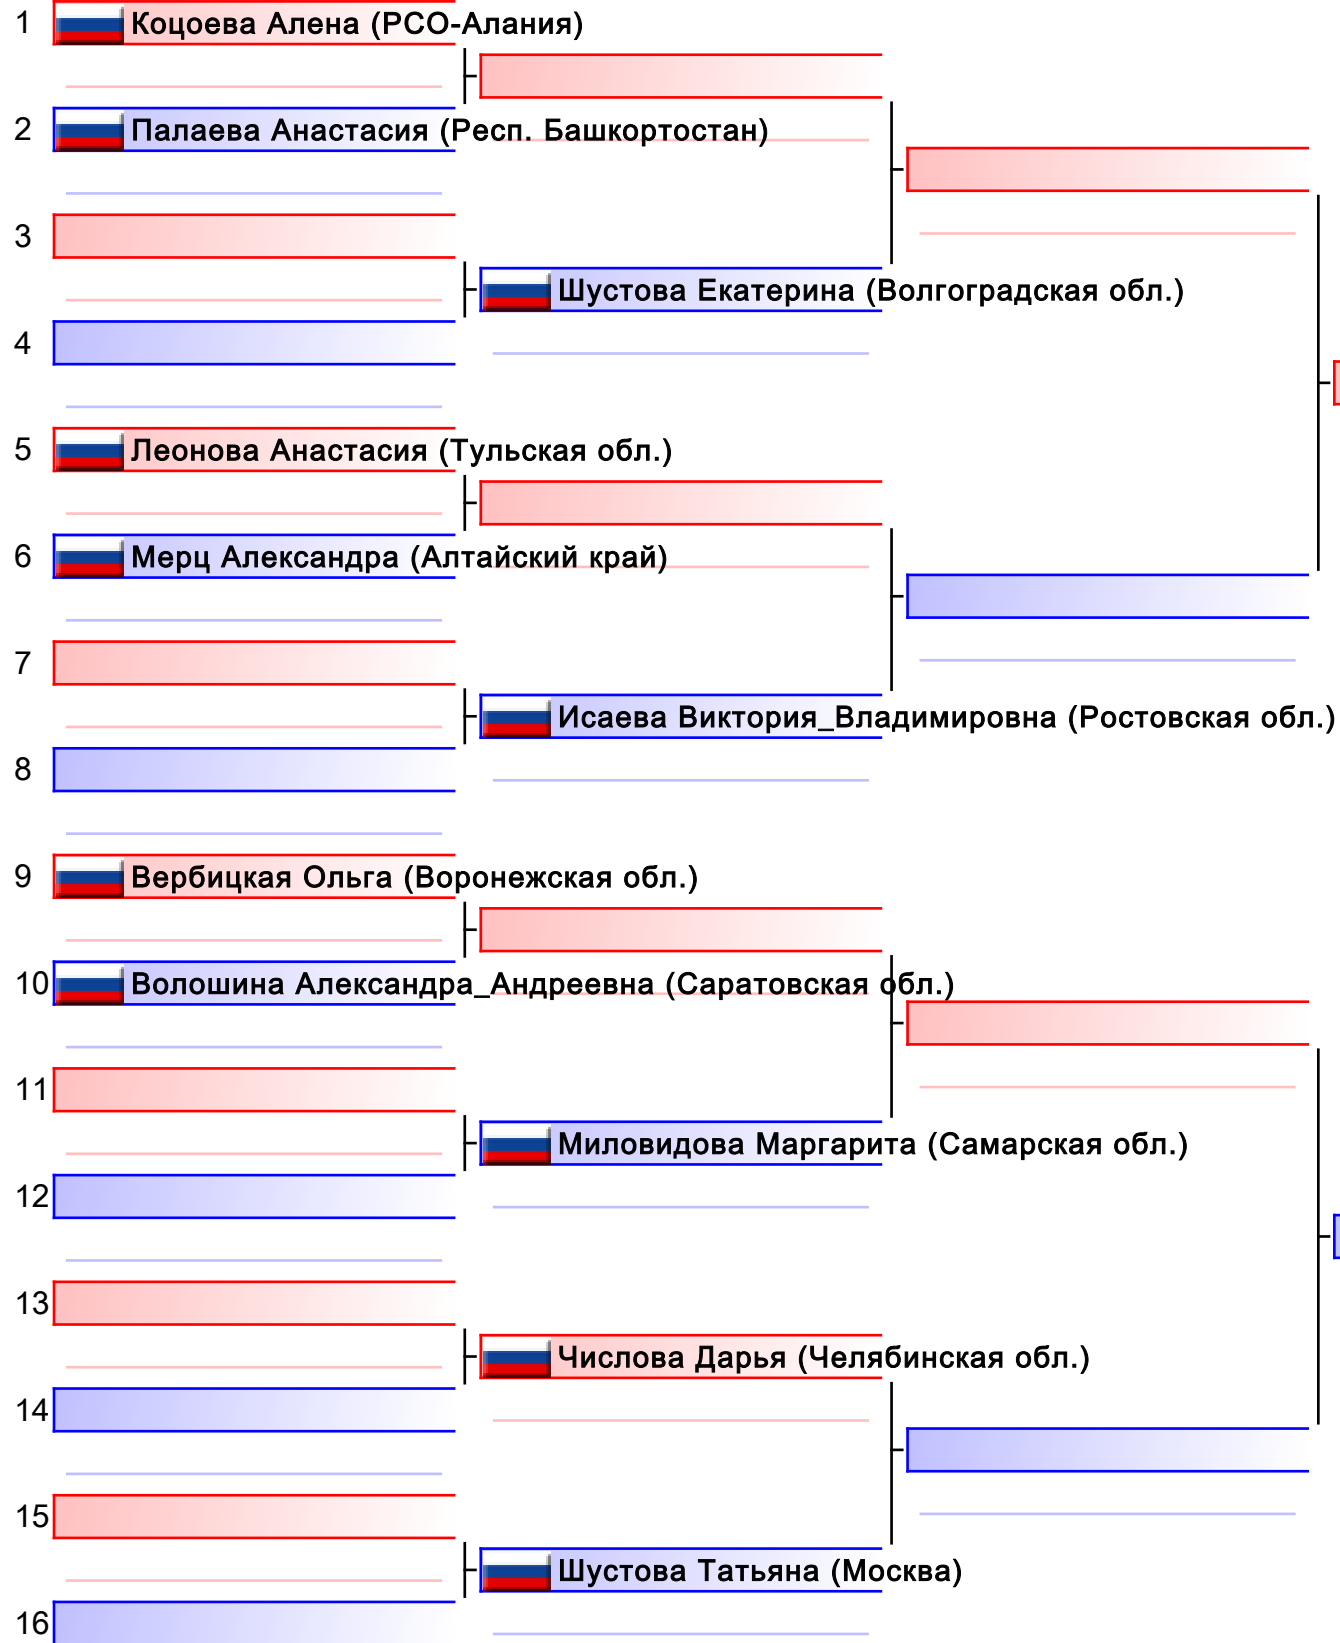 1 Коцоева Алена (РСО-Алания)
2 Палаева Анастасия (Респ. Башкортостан)
3
Шустова Екатерина (Волгоградская обл.)
4
5 Леонова Анастасия (Тульская обл.)
6 Мерц Александра (Алтайский край)
7
Исаева Виктория_Владимировна (Ростовская обл.)
8
9 Вербицкая Ольга (Воронежская обл.)
10 Волошина Александра_Андреевна (Саратовская обл.)
11
Миловидова Маргарита (Самарская обл.)
12
13
Числова Дарья (Челябинская обл.)
14
15
Шустова Татьяна (Москва)
16